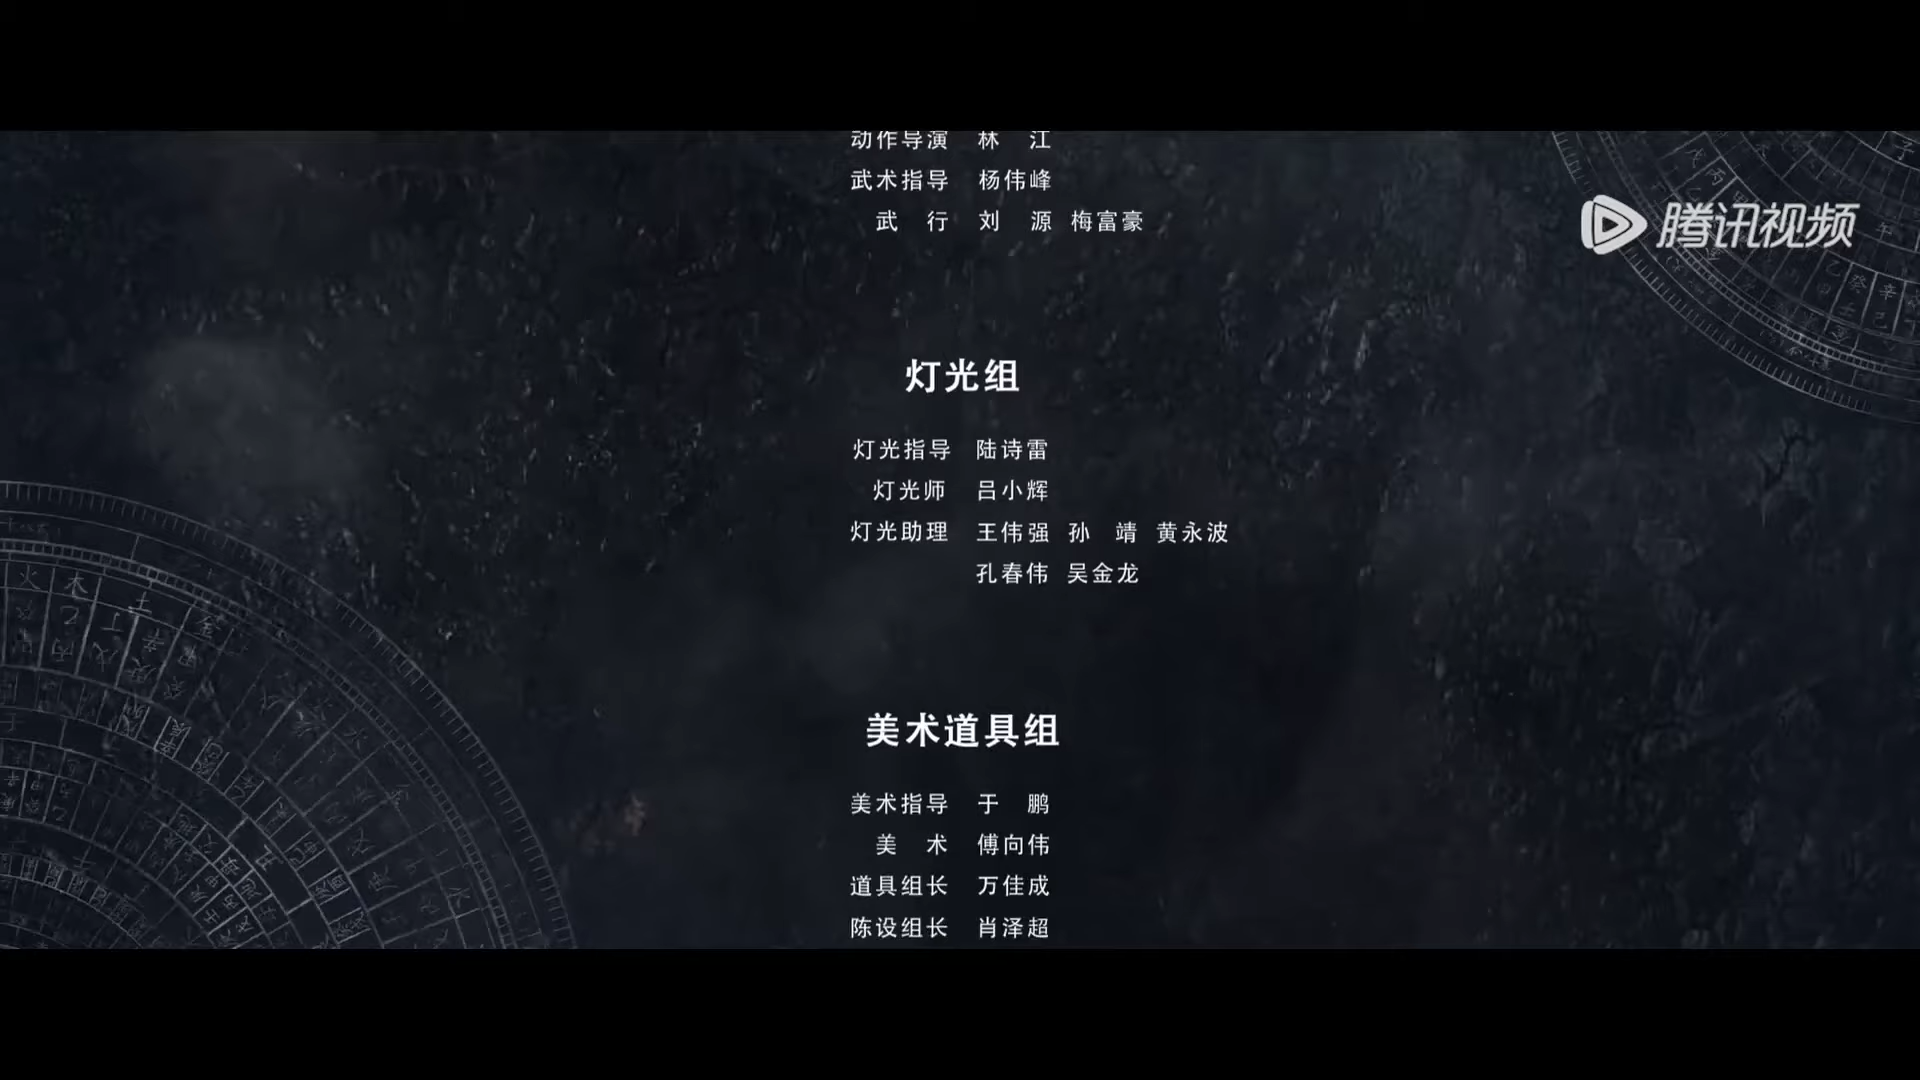 动作导演 林 江
武术指导 杨伟峰
武 行 刘 源 梅富豪
腾讯视频
灯光组
灯光指导 陆诗雷
灯光师 吕小辉
灯光助理 王伟强 孙 靖 黄永波
孔春伟 吴金龙
美术道具组
美术指导 于 鹏
美 术 傅向伟
道具组长 万佳成
陈设组长 肖泽超